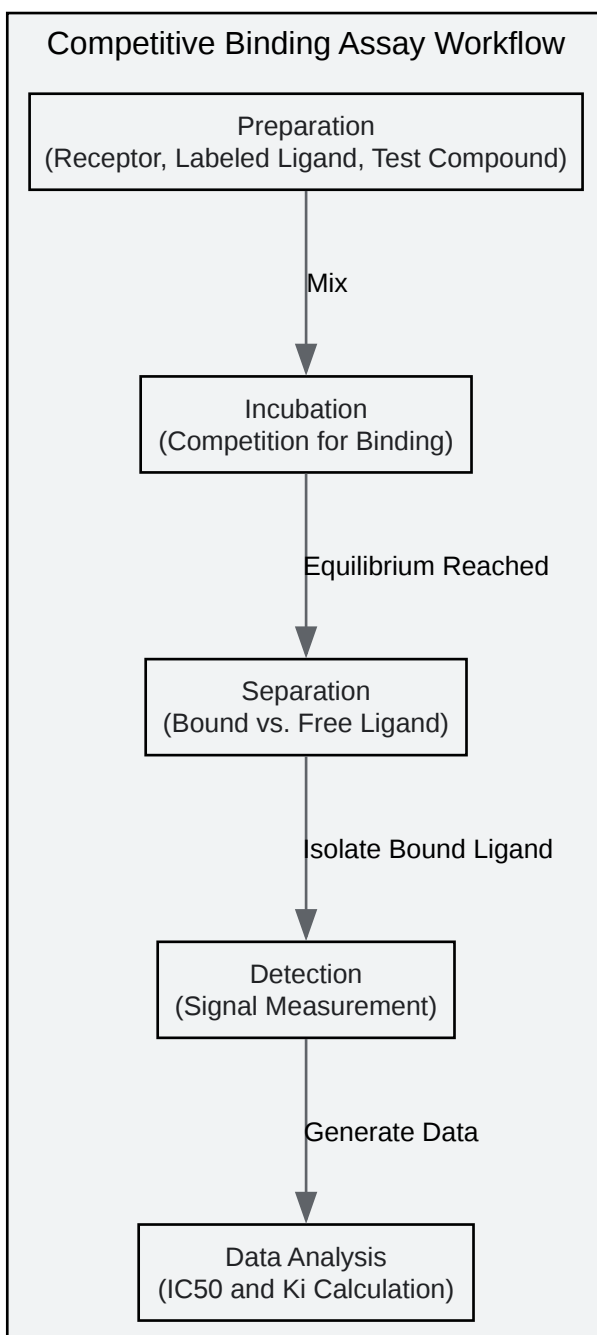 Competitive Binding Assay Workflow
Preparation
(Receptor, Labeled Ligand, Test Compound)
Mix
Incubation
(Competition for Binding)
Equilibrium Reached
Separation
(Bound vs. Free Ligand)
Isolate Bound Ligand
Detection
(Signal Measurement)
Generate Data
Data Analysis
(IC50 and Ki Calculation)